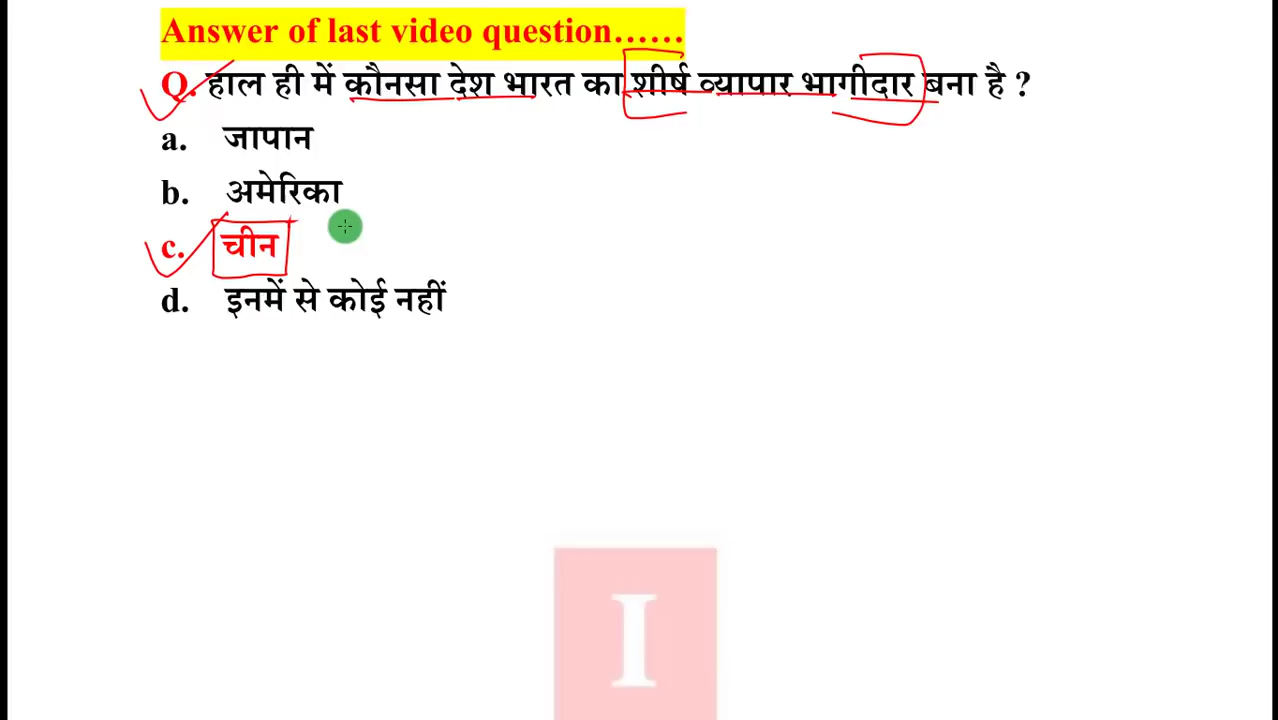 Answer of last video question……
Q. हाल ही में कौनसा देश भारत का शीर्ष व्यापार भागीदार बना है ?
a. जापान
b. अमेरिका
c. चीन
d. इनमें से कोई नहीं
I